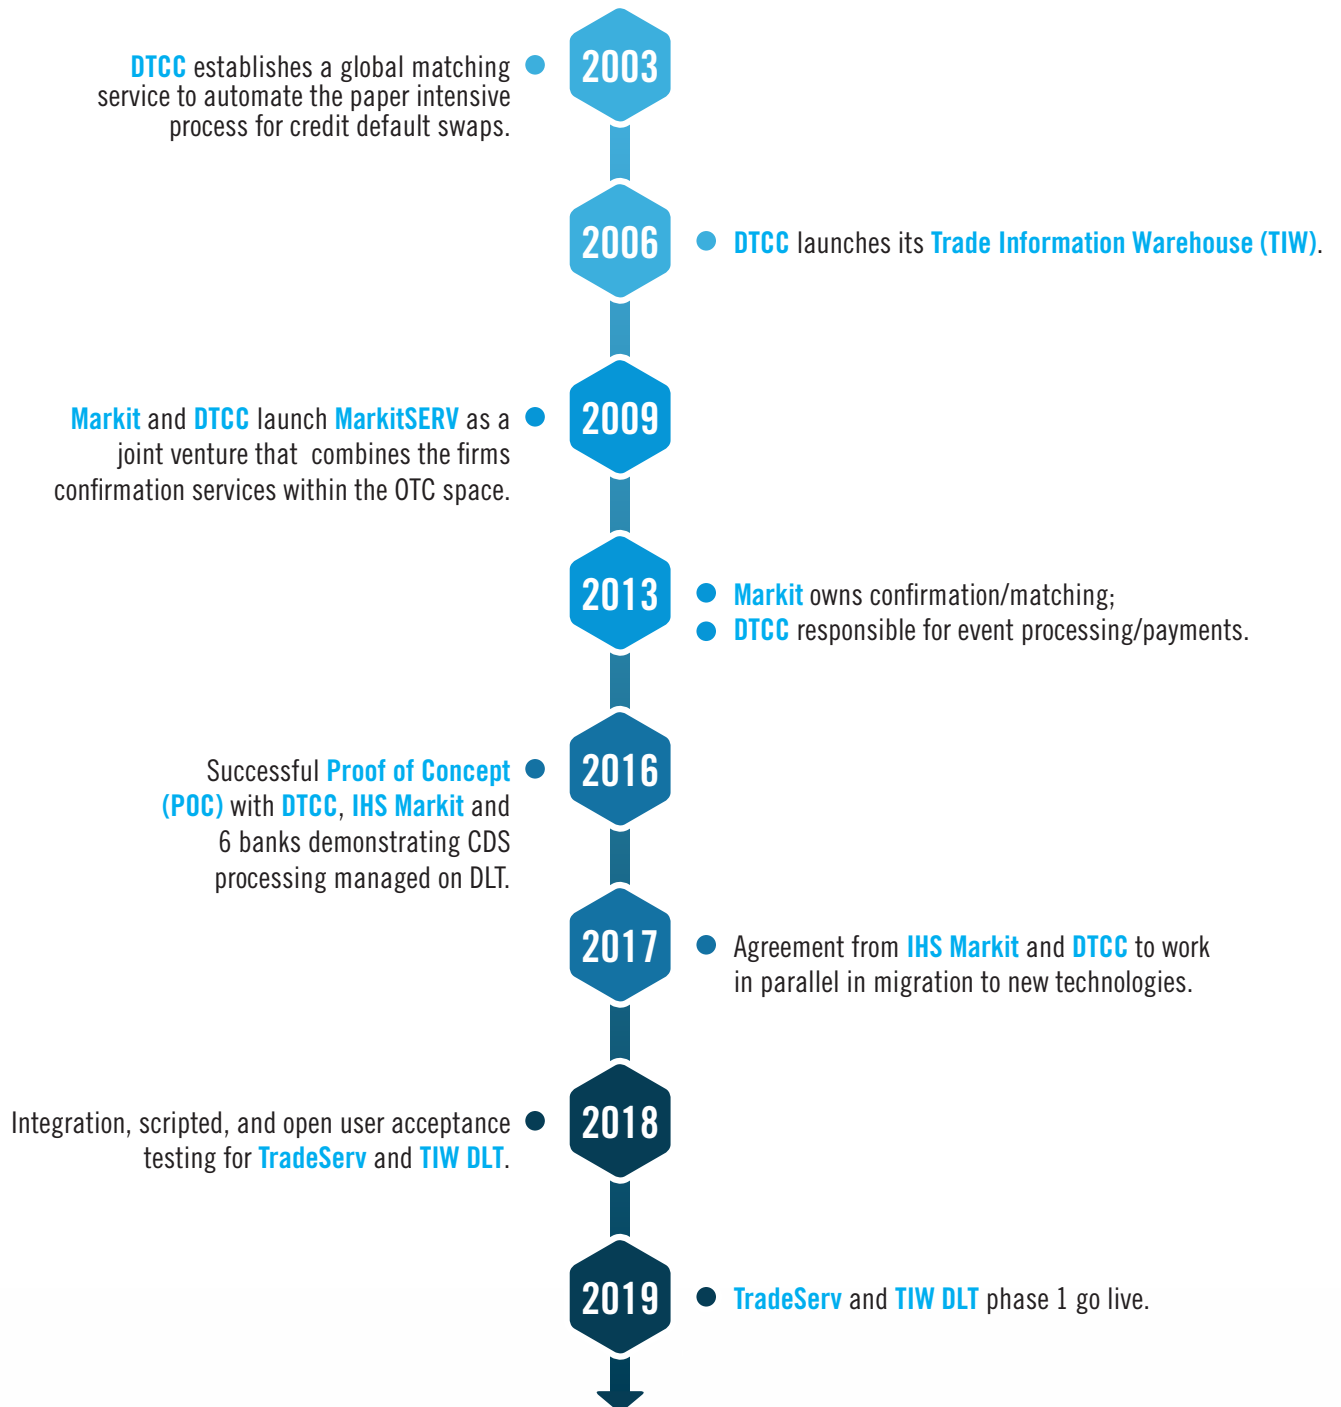 2003
DTCC establishes a global matching
service to automate the paper intensive
process for credit default swaps.
2006
DTCC launches its Trade Information Warehouse (TIW).
2009
Markit and DTCC launch MarkitSERV as a
joint venture that combines the firms
confirmation services within the OTC space.
2013
Markit owns confirmation/matching;
DTCC responsible for event processing/payments.
2016
Successful Proof of Concept
(POC) with DTCC, IHS Markit and
6 banks demonstrating CDS
processing managed on DLT.
2017
Agreement from IHS Markit and DTCC to work
in parallel in migration to new technologies.
2018
Integration, scripted, and open user acceptance
testing for TradeServ and TIW DLT.
2019
TradeServ and TIW DLT phase 1 go live.